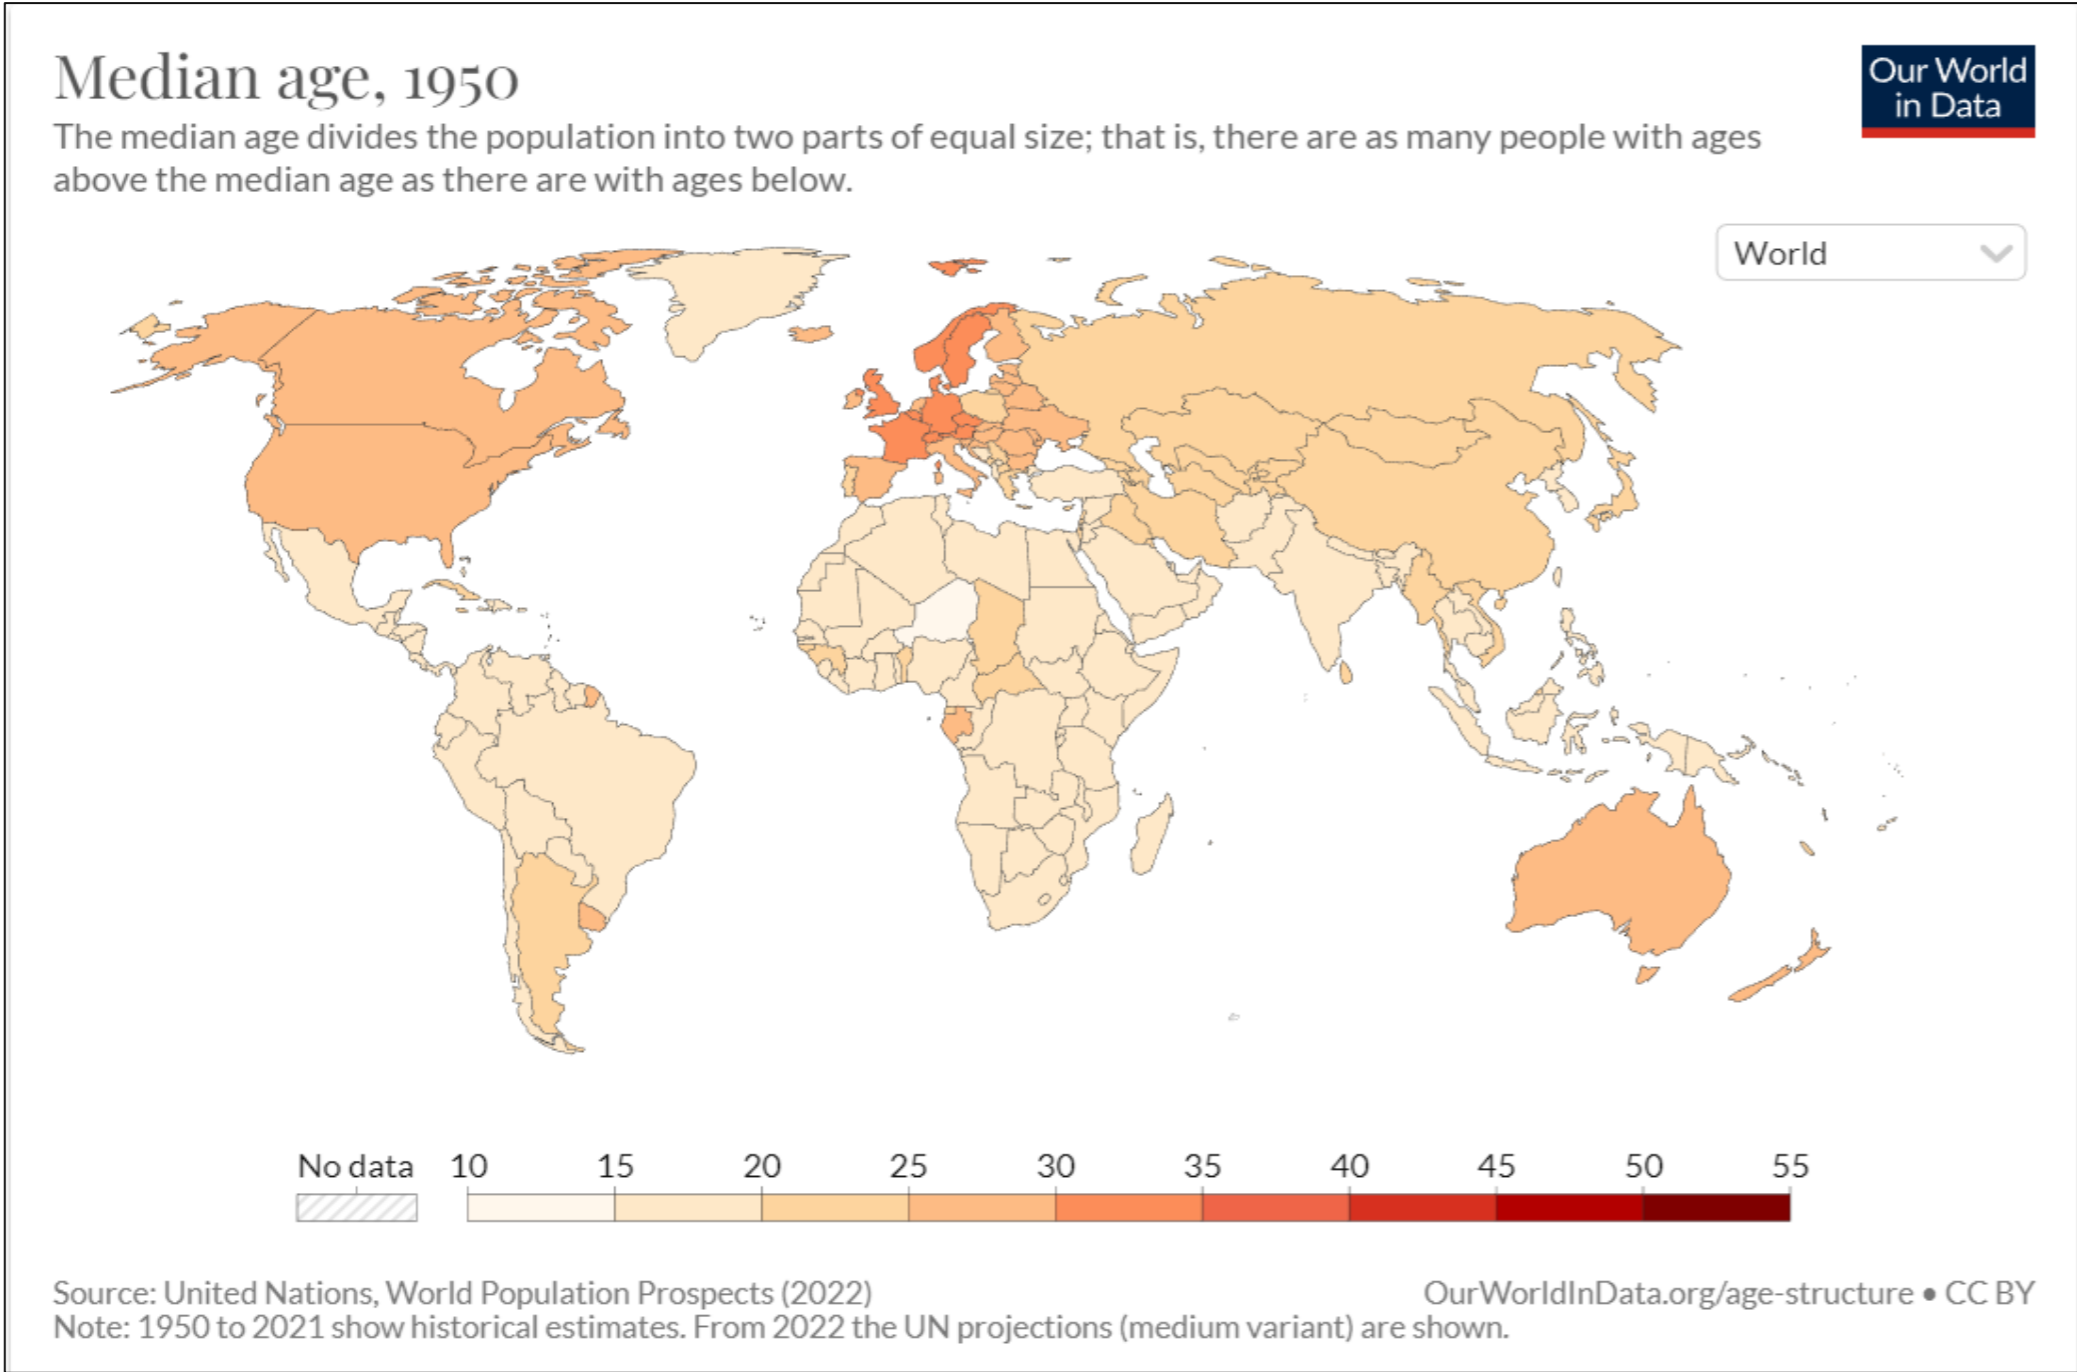 Median age, 1950
Our World
in Data
The median age divides the population into two parts of equal size; that is, there are as many people with ages
above the median age as there are with ages below.
World
No data 10 15 20 25 30 35 40 45 50 55
Source: United Nations, World Population Prospects (2022)
OurWorldInData.org/age-structure • CC BY
Note: 1950 to 2021 show historical estimates. From 2022 the UN projections (medium variant) are shown.